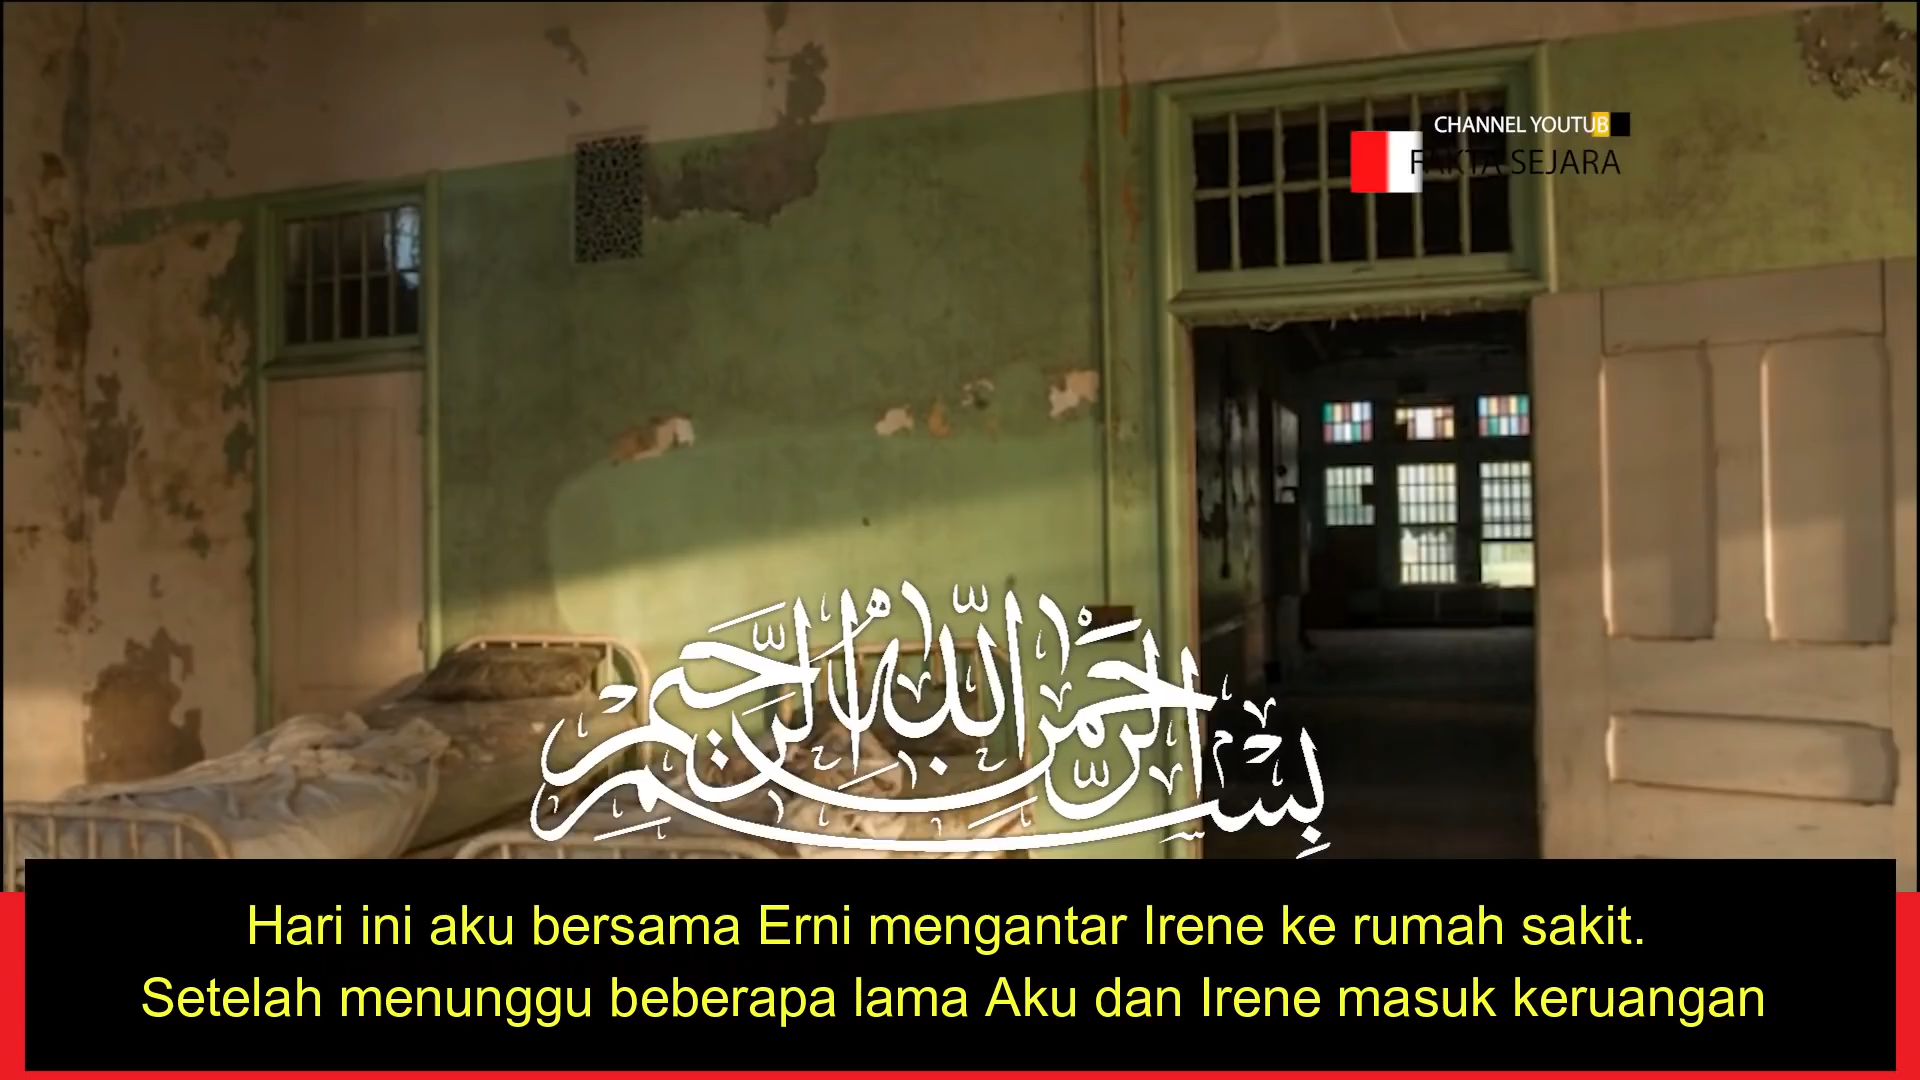 CHANNEL YOUTUB
FAKTA SEJARA
بِسْمِ اللَّهِ الرَّحْمَٰنِ الرَّحِيمِ
Hari ini aku bersama Erni mengantar Irene ke rumah sakit.
Setelah menunggu beberapa lama Aku dan Irene masuk keruangan